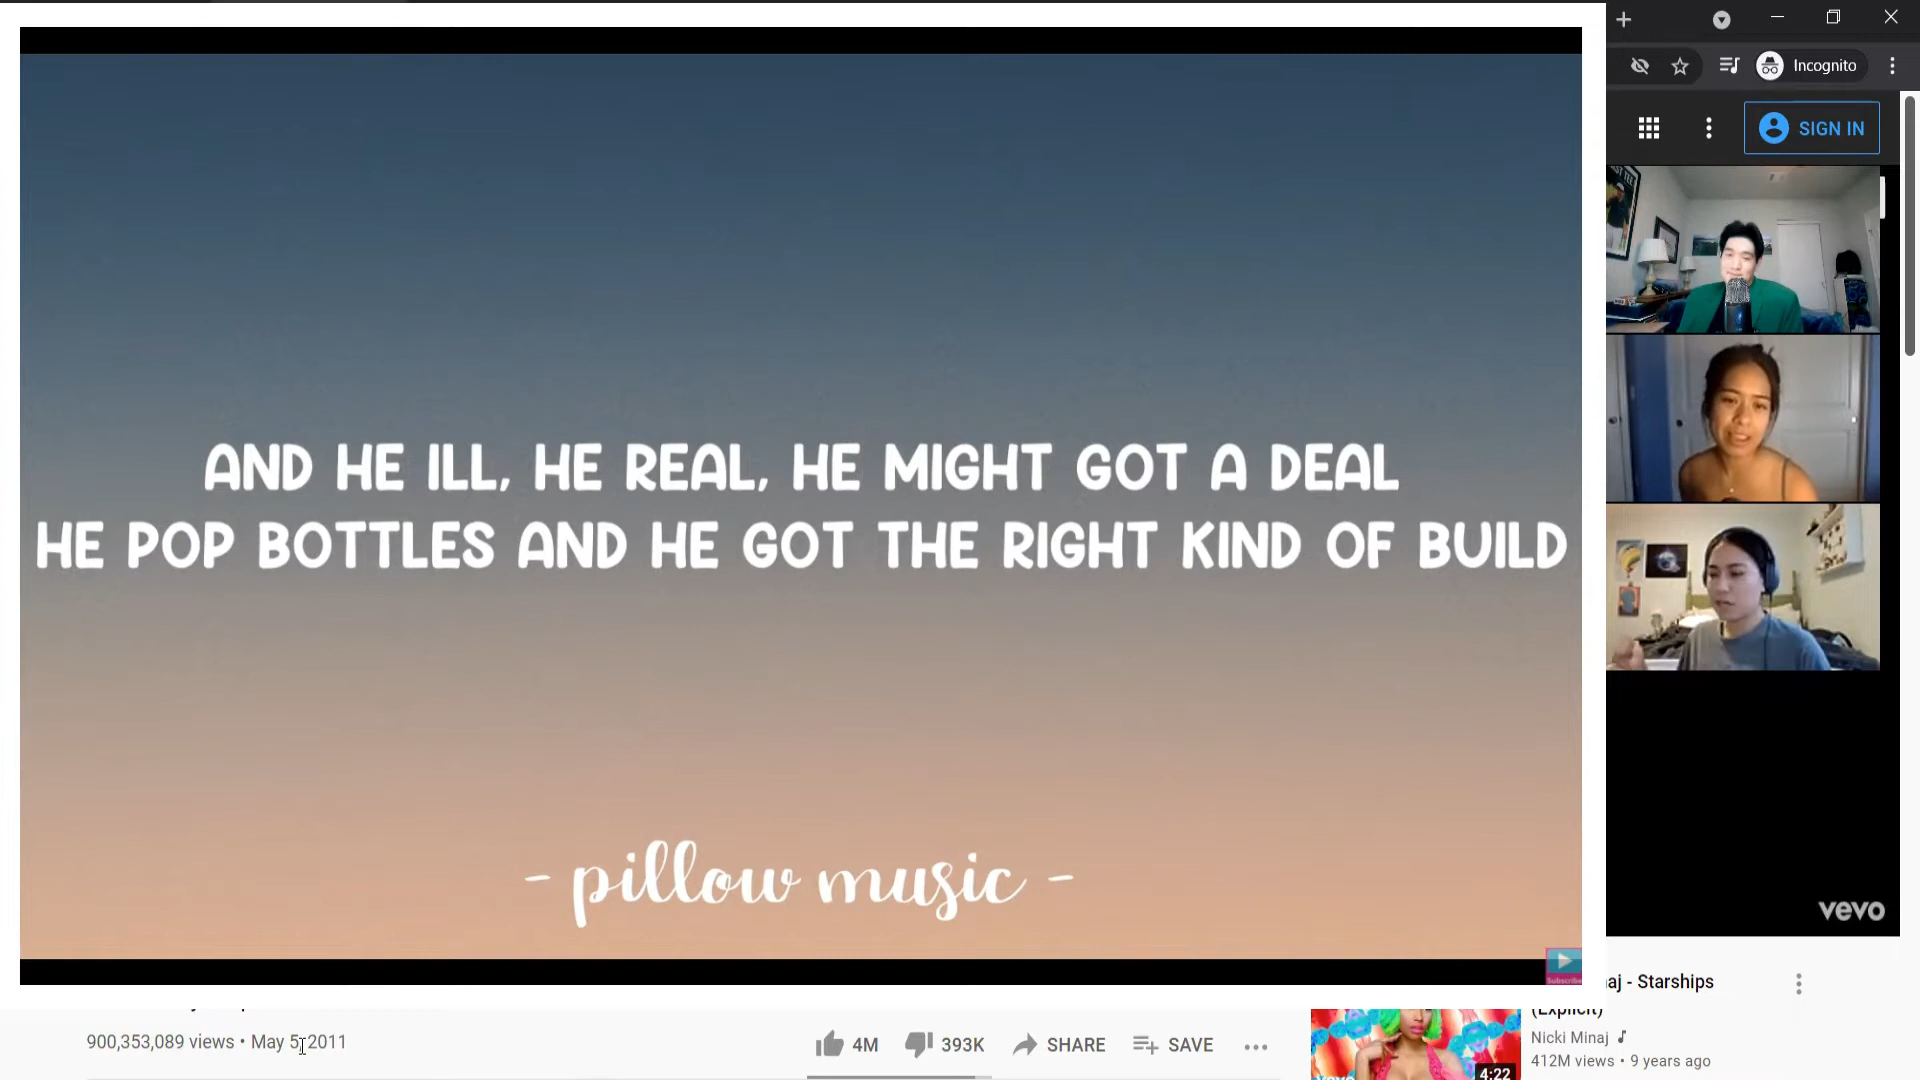 Incognito
SIGN IN
AND HE ILL, HE REAL, HE MIGHT GOT A DEAL
HE POP BOTTLES AND HE GOT THE RIGHT KIND OF BUILD
- pillow music -
vevo
Subscribe
aj - Starships
(Explicit)
900,353,089 views • May 5, 2011
4M
393K
SHARE
SAVE
Nicki Minaj
412M views • 9 years ago
4:22